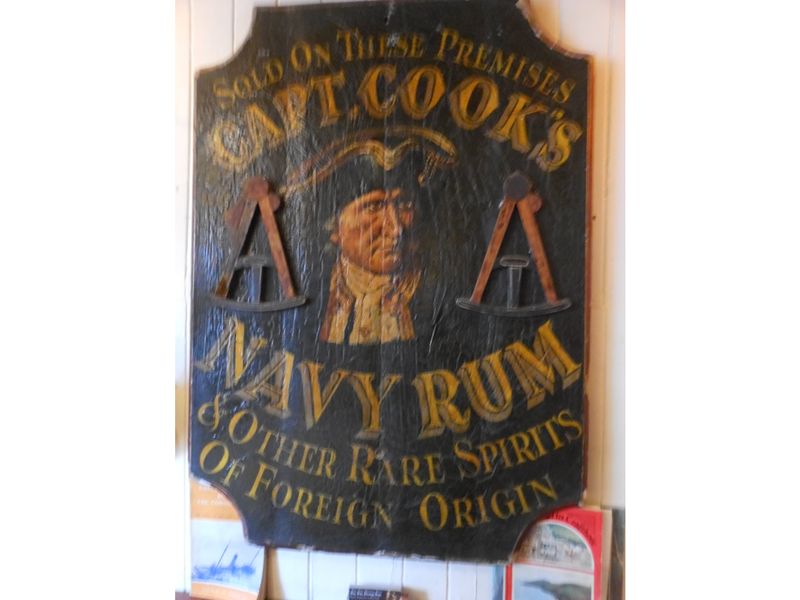 SOLD ON THESE PREMISES
CAPT. COOK'S
NAVY RUM
& OTHER RARE SPIRITS
OF FOREIGN ORIGIN